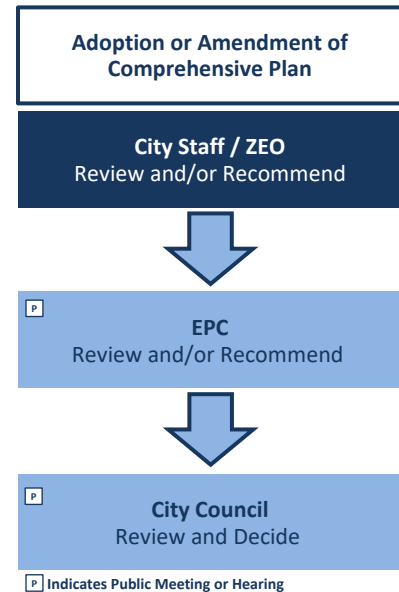 Adoption or Amendment of
Comprehensive Plan
City Staff / ZEO
Review and/or Recommend
P
EPC
Review and/or Recommend
P
City Council
Review and Decide
P Indicates Public Meeting or Hearing